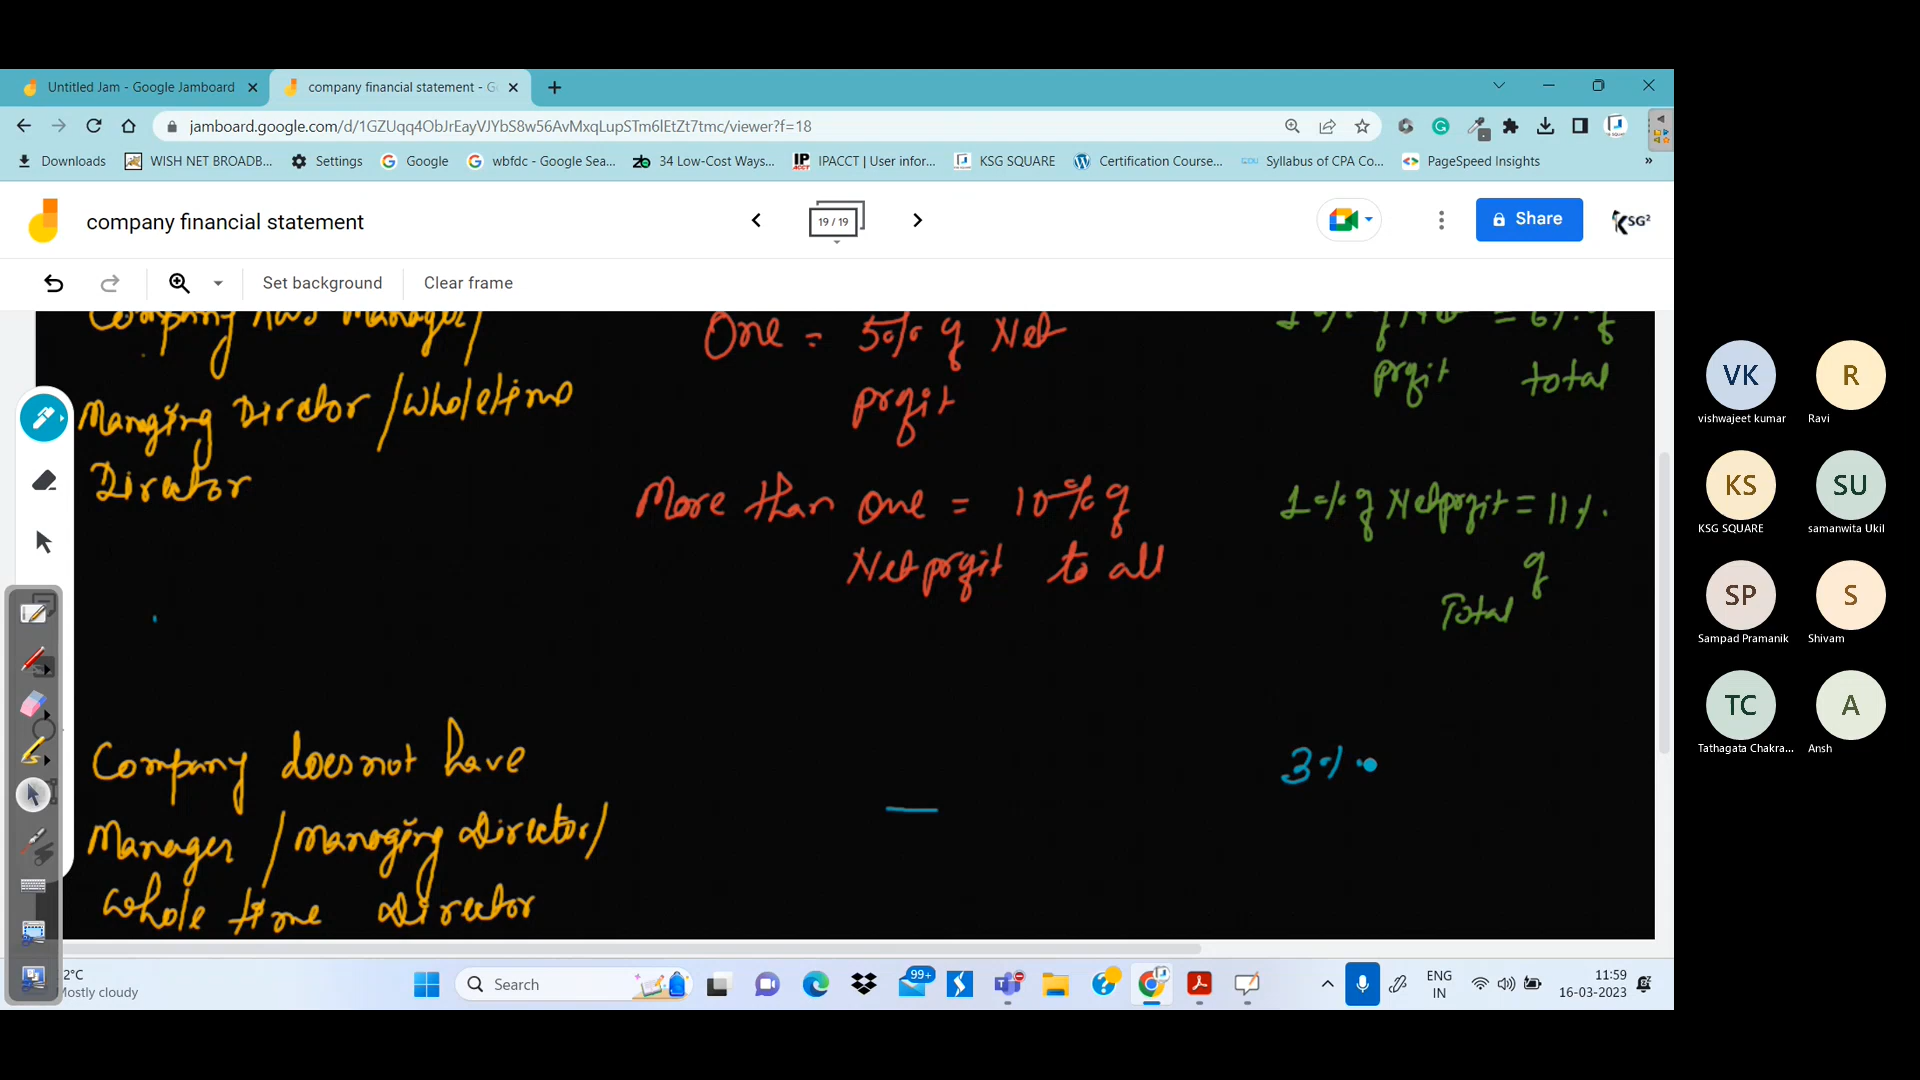 Untitled Jam - Google Jamboard
company financial statement - G
jamboard.google.com/d/1GZUqq4ObJrEayVJYbS8w56AvMxqLupSTm6lEtZt7tmc/viewer?f=18
Downloads WISH NET BROADB... Settings Google wbfdc - Google Sea... 34 Low-Cost Ways... IPACCT | User infor... KSG SQUARE Certification Course... Syllabus of CPA Co... PageSpeed Insights »
company financial statement
19 / 19
Share
KSG²
Set background Clear frame
Company has Manager/
Managing Director/Wholetime
Director
One = 5% of Net
profit
= 6% of
profit total
More than One = 10% of
Net profit to all
1% of Net profit = 11%
of
Total
Company does not have
Manager / Managing Director/
Whole time Director
—
3%
VK
vishwajeet kumar
R
Ravi
KS
KSG SQUARE
SU
samanwita Ukil
SP
Sampad Pramanik
S
Shivam
TC
Tathagata Chakra...
A
Ansh
2°C
Mostly cloudy
Search
99+
ENG
IN
11:59
16-03-2023